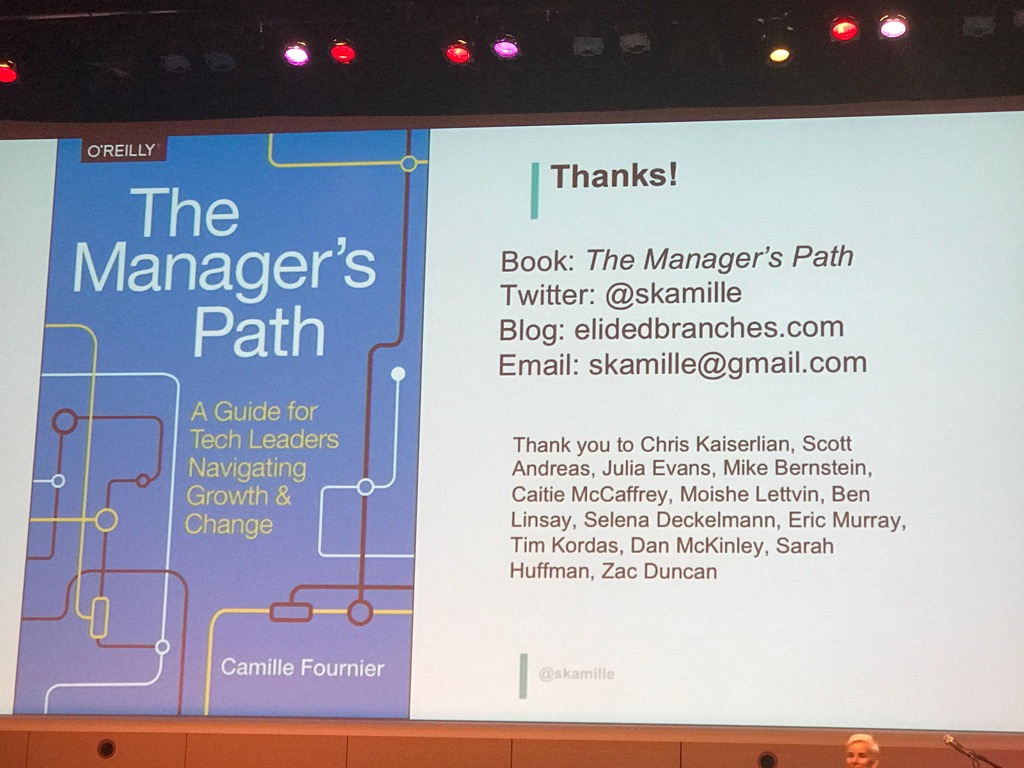 O'REILLY
The
Manager's
Path
A Guide for
Tech Leaders
Navigating
Growth &
Change
Camille Fournier
Thanks!
Book: The Manager's Path
Twitter: @skamille
Blog: elidedbranches.com
Email: skamille@gmail.com
Thank you to Chris Kaiserlian, Scott
Andreas, Julia Evans, Mike Bernstein,
Caitie McCaffrey, Moishe Lettvin, Ben
Linsay, Selena Deckelmann, Eric Murray,
Tim Kordas, Dan McKinley, Sarah
Huffman, Zac Duncan
@skamille